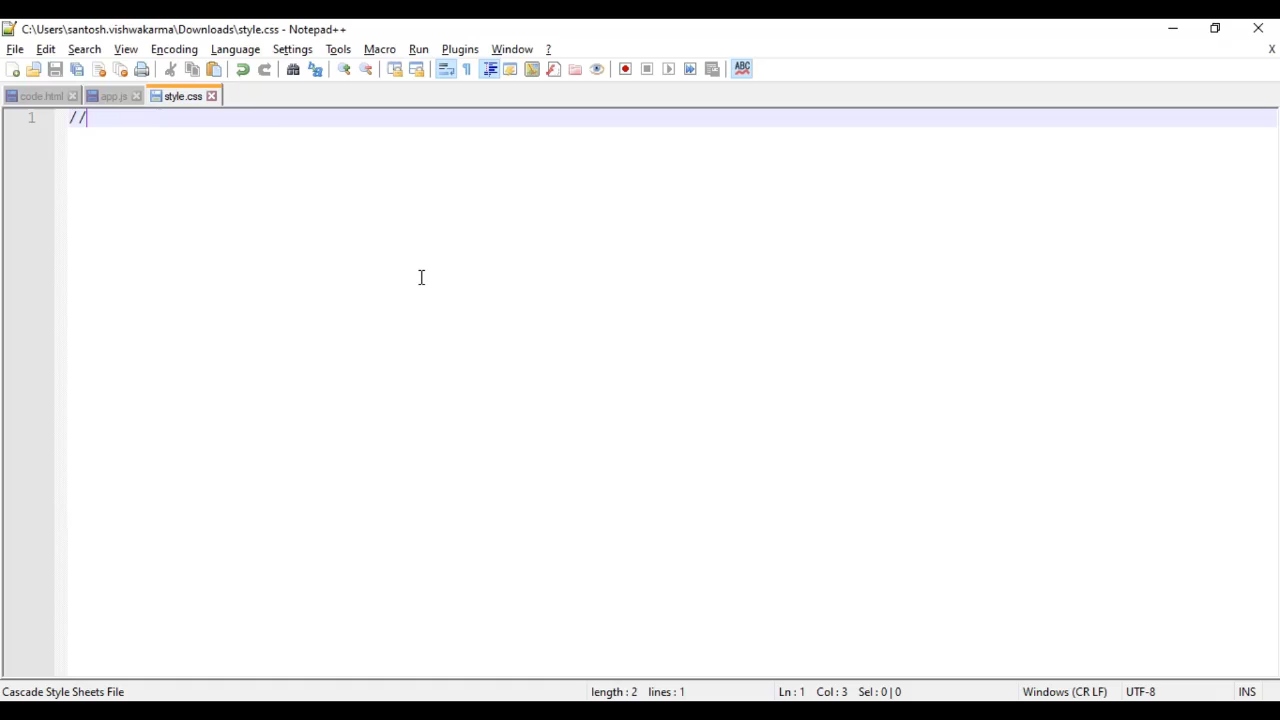 C:\Users\santosh.vishwakarma\Downloads\style.css - Notepad++
File Edit Search View Encoding Language Settings Tools Macro Run Plugins Window ? X
ABC
code.html app.js style.css
1 //
Cascade Style Sheets File length : 2 lines : 1 Ln : 1 Col : 3 Sel : 0 | 0 Windows (CR LF) UTF-8 INS